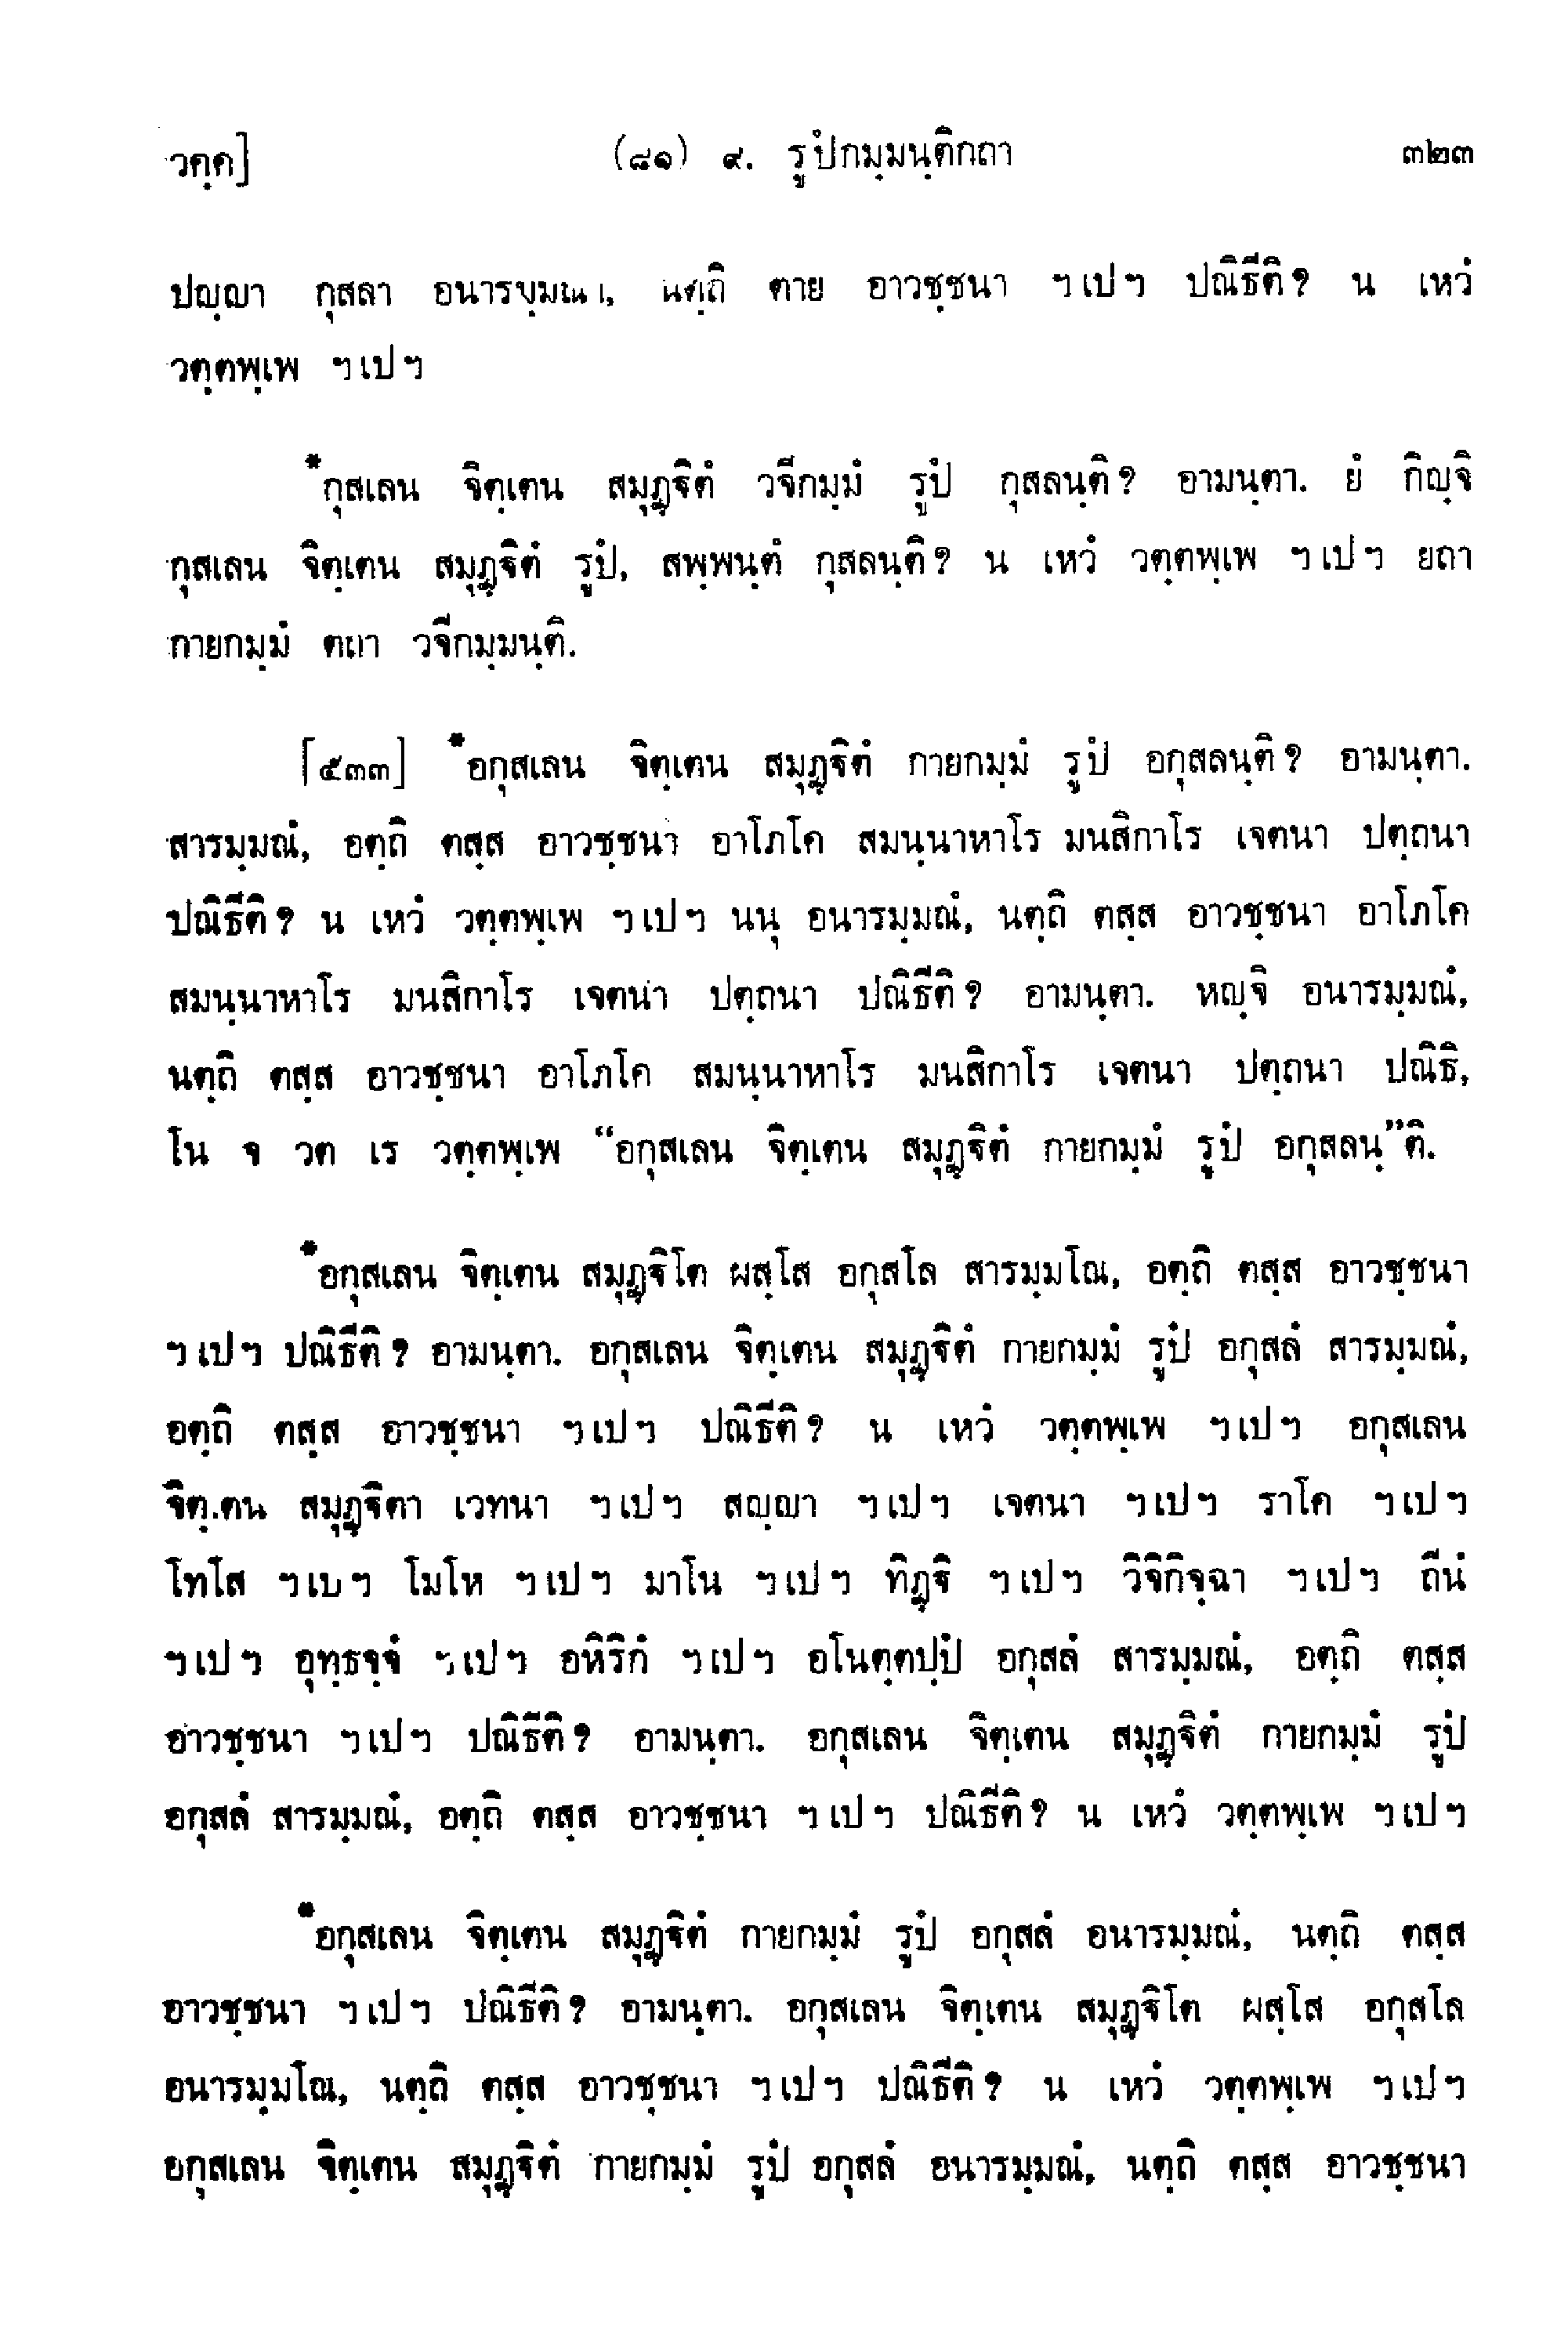 วคฺค]
(๘๑) ๙. รูปํกมฺมนฺติกถา
๓๒๓
ปญฺญา กุสลา อนารมฺมณา, นตฺถิ ตาย อาวชฺชนา ฯเปฯ ปณิธีติ? น เหวํ
วตฺตพฺเพ ฯเปฯ
*กุสเลน จิตฺเตน สมุฏฺฐิตํ วจีกมฺมํ รูปํ กุสลนฺติ? อามนฺตา. ยํ กิญฺจิ
กุสเลน จิตฺเตน สมุฏฺฐิตํ รูปํ, สพฺพนฺตํ กุสลนฺติ? น เหวํ วตฺตพฺเพ ฯเปฯ ยถา
กายกมฺมํ ตถา วจีกมฺมนฺติ.
[๕๓๓] *อกุสเลน จิตฺเตน สมุฏฺฐิตํ กายกมฺมํ รูปํ อกุสลนฺติ? อามนฺตา.
สารมฺมณํ, อตฺถิ ตสฺส อาวชฺชนา อาโภโค สมนฺนาหาโร มนสิกาโร เจตนา ปตฺถนา
ปณิธีติ? น เหวํ วตฺตพฺเพ ฯเปฯ นนุ อนารมฺมณํ, นตฺถิ ตสฺส อาวชฺชนา อาโภโค
สมนฺนาหาโร มนสิกาโร เจตนา ปตฺถนา ปณิธีติ? อามนฺตา. หญฺจิ อนารมฺมณํ,
นตฺถิ ตสฺส อาวชฺชนา อาโภโค สมนฺนาหาโร มนสิกาโร เจตนา ปตฺถนา ปณิธิ,
โน จ วต เร วตฺตพฺเพ “อกุสเลน จิตฺเตน สมุฏฺฐิตํ กายกมฺมํ รูปํ อกุสลนฺ”ติ.
*อกุสเลน จิตฺเตน สมุฏฺฐิโต ผสฺโส อกุสโล สารมฺมโณ, อตฺถิ ตสฺส อาวชฺชนา
ฯเปฯ ปณิธีติ? อามนฺตา. อกุสเลน จิตฺเตน สมุฏฺฐิตํ กายกมฺมํ รูปํ อกุสลํ สารมฺมณํ,
อตฺถิ ตสฺส อาวชฺชนา ฯเปฯ ปณิธีติ? น เหวํ วตฺตพฺเพ ฯเปฯ อกุสเลน
จิตฺเตน สมุฏฺฐิตา เวทนา ฯเปฯ สญฺญา ฯเปฯ เจตนา ฯเปฯ ราโค ฯเปฯ
โทโส ฯเปฯ โมโห ฯเปฯ มาโน ฯเปฯ ทิฏฺฐิ ฯเปฯ วิจิกิจฺฉา ฯเปฯ ถีนํ
ฯเปฯ อุทฺธจฺจํ ฯเปฯ อหิริกํ ฯเปฯ อโนตฺตปฺปํ อกุสลํ สารมฺมณํ, อตฺถิ ตสฺส
อาวชฺชนา ฯเปฯ ปณิธีติ? อามนฺตา. อกุสเลน จิตฺเตน สมุฏฺฐิตํ กายกมฺมํ รูปํ
อกุสลํ สารมฺมณํ, อตฺถิ ตสฺส อาวชฺชนา ฯเปฯ ปณิธีติ? น เหวํ วตฺตพฺเพ ฯเปฯ
*อกุสเลน จิตฺเตน สมุฏฺฐิตํ กายกมฺมํ รูปํ อกุสลํ อนารมฺมณํ, นตฺถิ ตสฺส
อาวชฺชนา ฯเปฯ ปณิธีติ? อามนฺตา. อกุสเลน จิตฺเตน สมุฏฺฐิโต ผสฺโส อกุสโล
อนารมฺมโณ, นตฺถิ ตสฺส อาวชฺชนา ฯเปฯ ปณิธีติ? น เหวํ วตฺตพฺเพ ฯเปฯ
อกุสเลน จิตฺเตน สมุฏฺฐิตํ กายกมฺมํ รูปํ อกุสลํ อนารมฺมณํ, นตฺถิ ตสฺส อาวชฺชนา